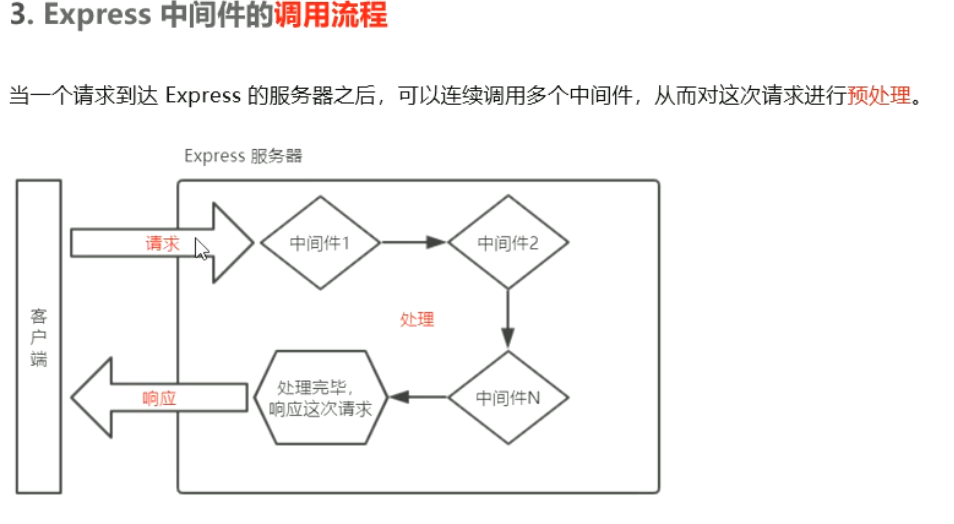 3. Express 中间件的调用流程
当一个请求到达 Express 的服务器之后，可以连续调用多个中间件，从而对这次请求进行预处理。
Express 服务器
请求
中间件1
中间件2
客
户
端
处理
响应
处理完毕，
响应这次请求
中间件N